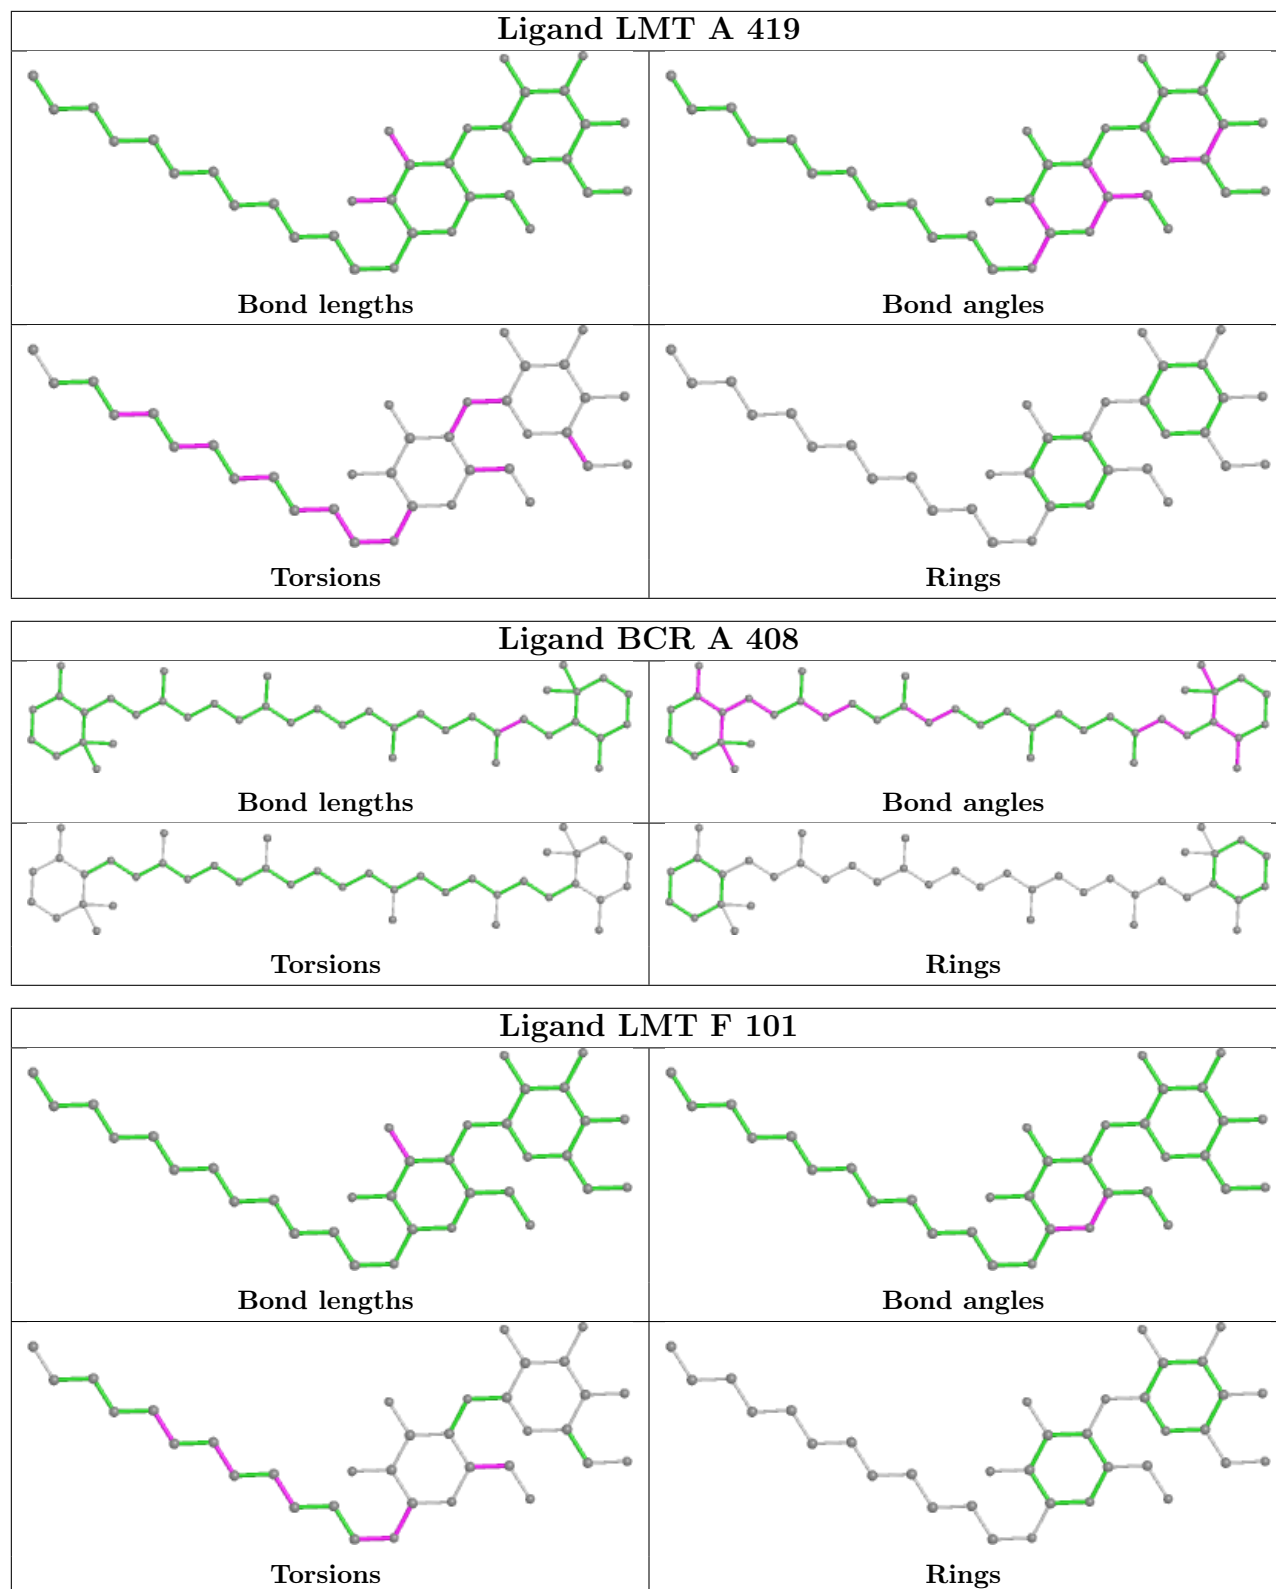 Ligand LMT A 419
Bond lengths
Bond angles
Torsions
Rings
Ligand BCR A 408
Bond lengths
Bond angles
Torsions
Rings
Ligand LMT F 101
Bond lengths
Bond angles
Torsions
Rings